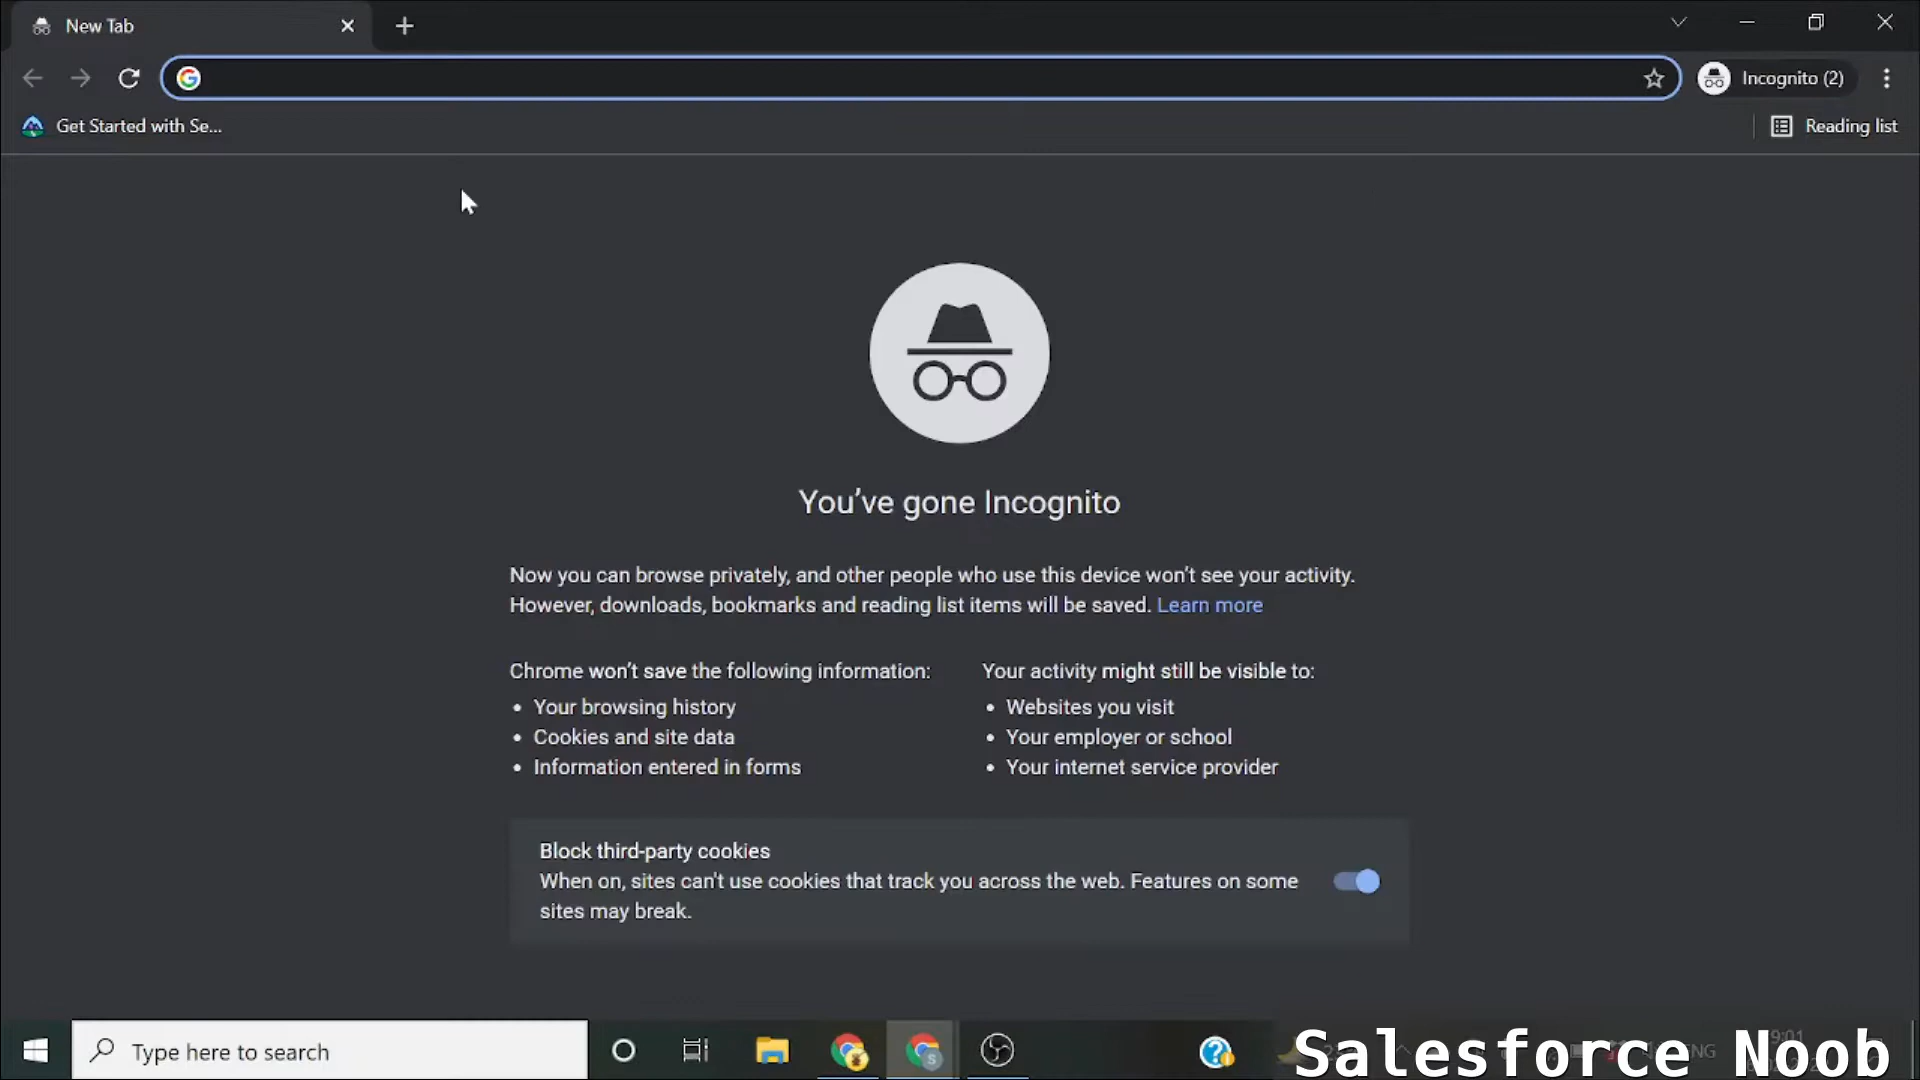 New Tab
Incognito (2)
Get Started with Se...
Reading list
You've gone Incognito
Now you can browse privately, and other people who use this device won't see your activity.
However, downloads, bookmarks and reading list items will be saved. Learn more
Chrome won't save the following information:
• Your browsing history
• Cookies and site data
• Information entered in forms
Your activity might still be visible to:
• Websites you visit
• Your employer or school
• Your internet service provider
Block third-party cookies
When on, sites can't use cookies that track you across the web. Features on some
sites may break.
Type here to search
Salesforce Noob